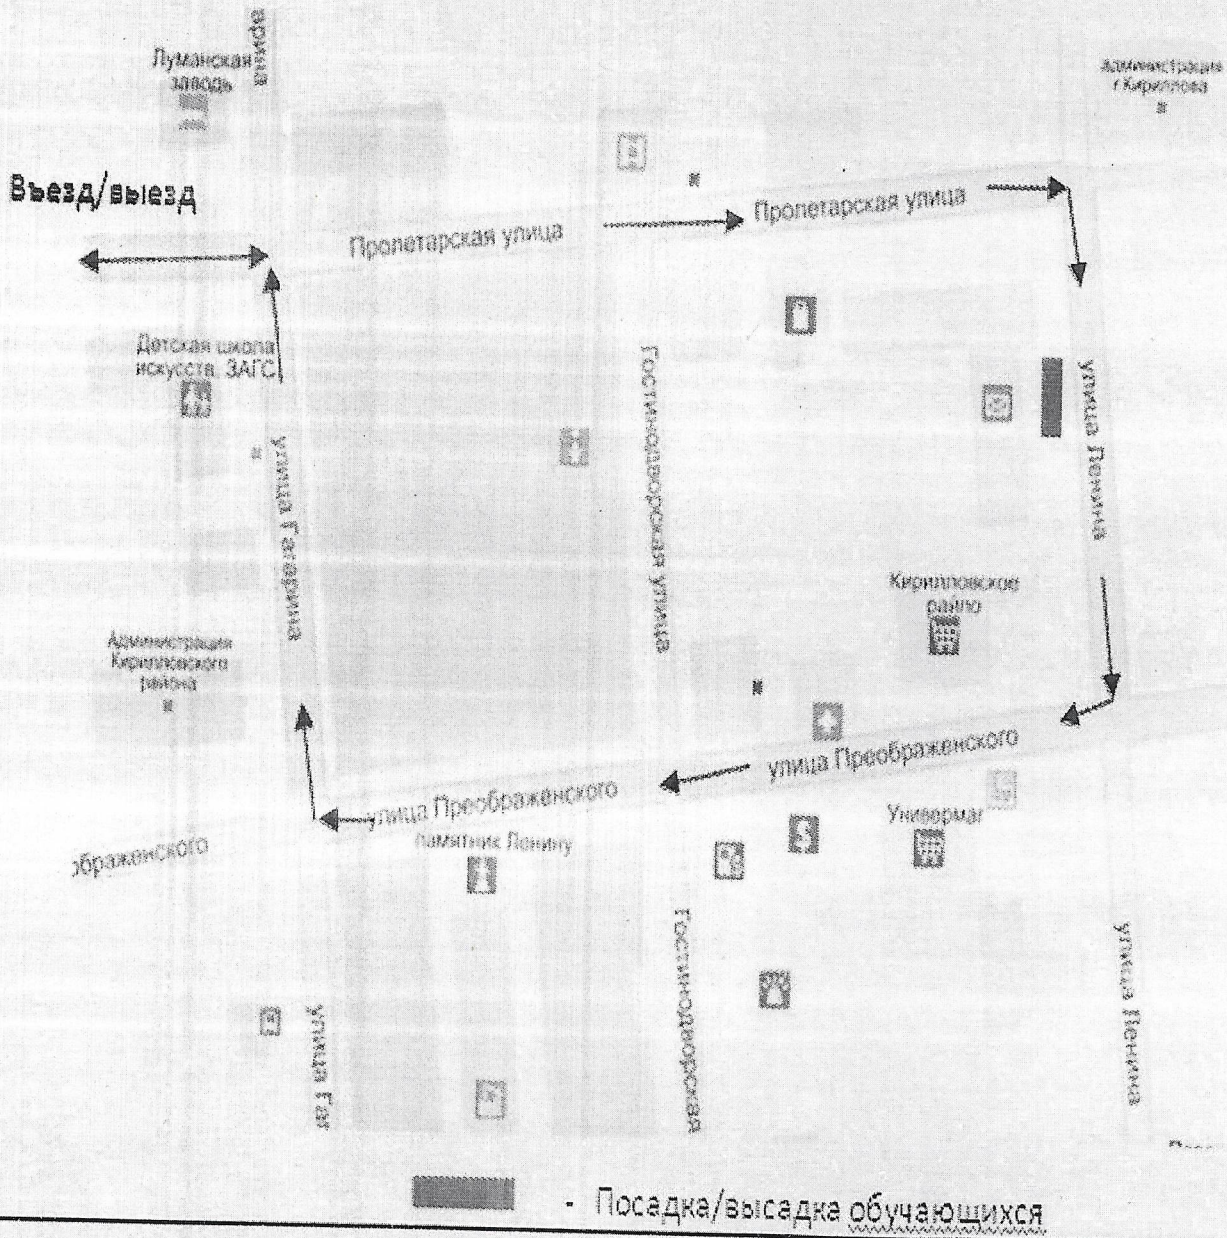 арина
Луманская
заводь
Администрация
г Кириллова
Въезд/выезд
Пролетарская улица
Пролетарская улица
Детская школа
искусств, ЗАГС
улица Гагарина
Гостинодворская улица
улица Ленина
Кирилловское
райпо
Администрация
Кирилловского
района
улица Преображенского
улица Преображенского
ображенского
памятник Ленину
Универмаг
улица Гаг
Гостинодворская
улица Ленина
- Посадка/высадка обучающихся